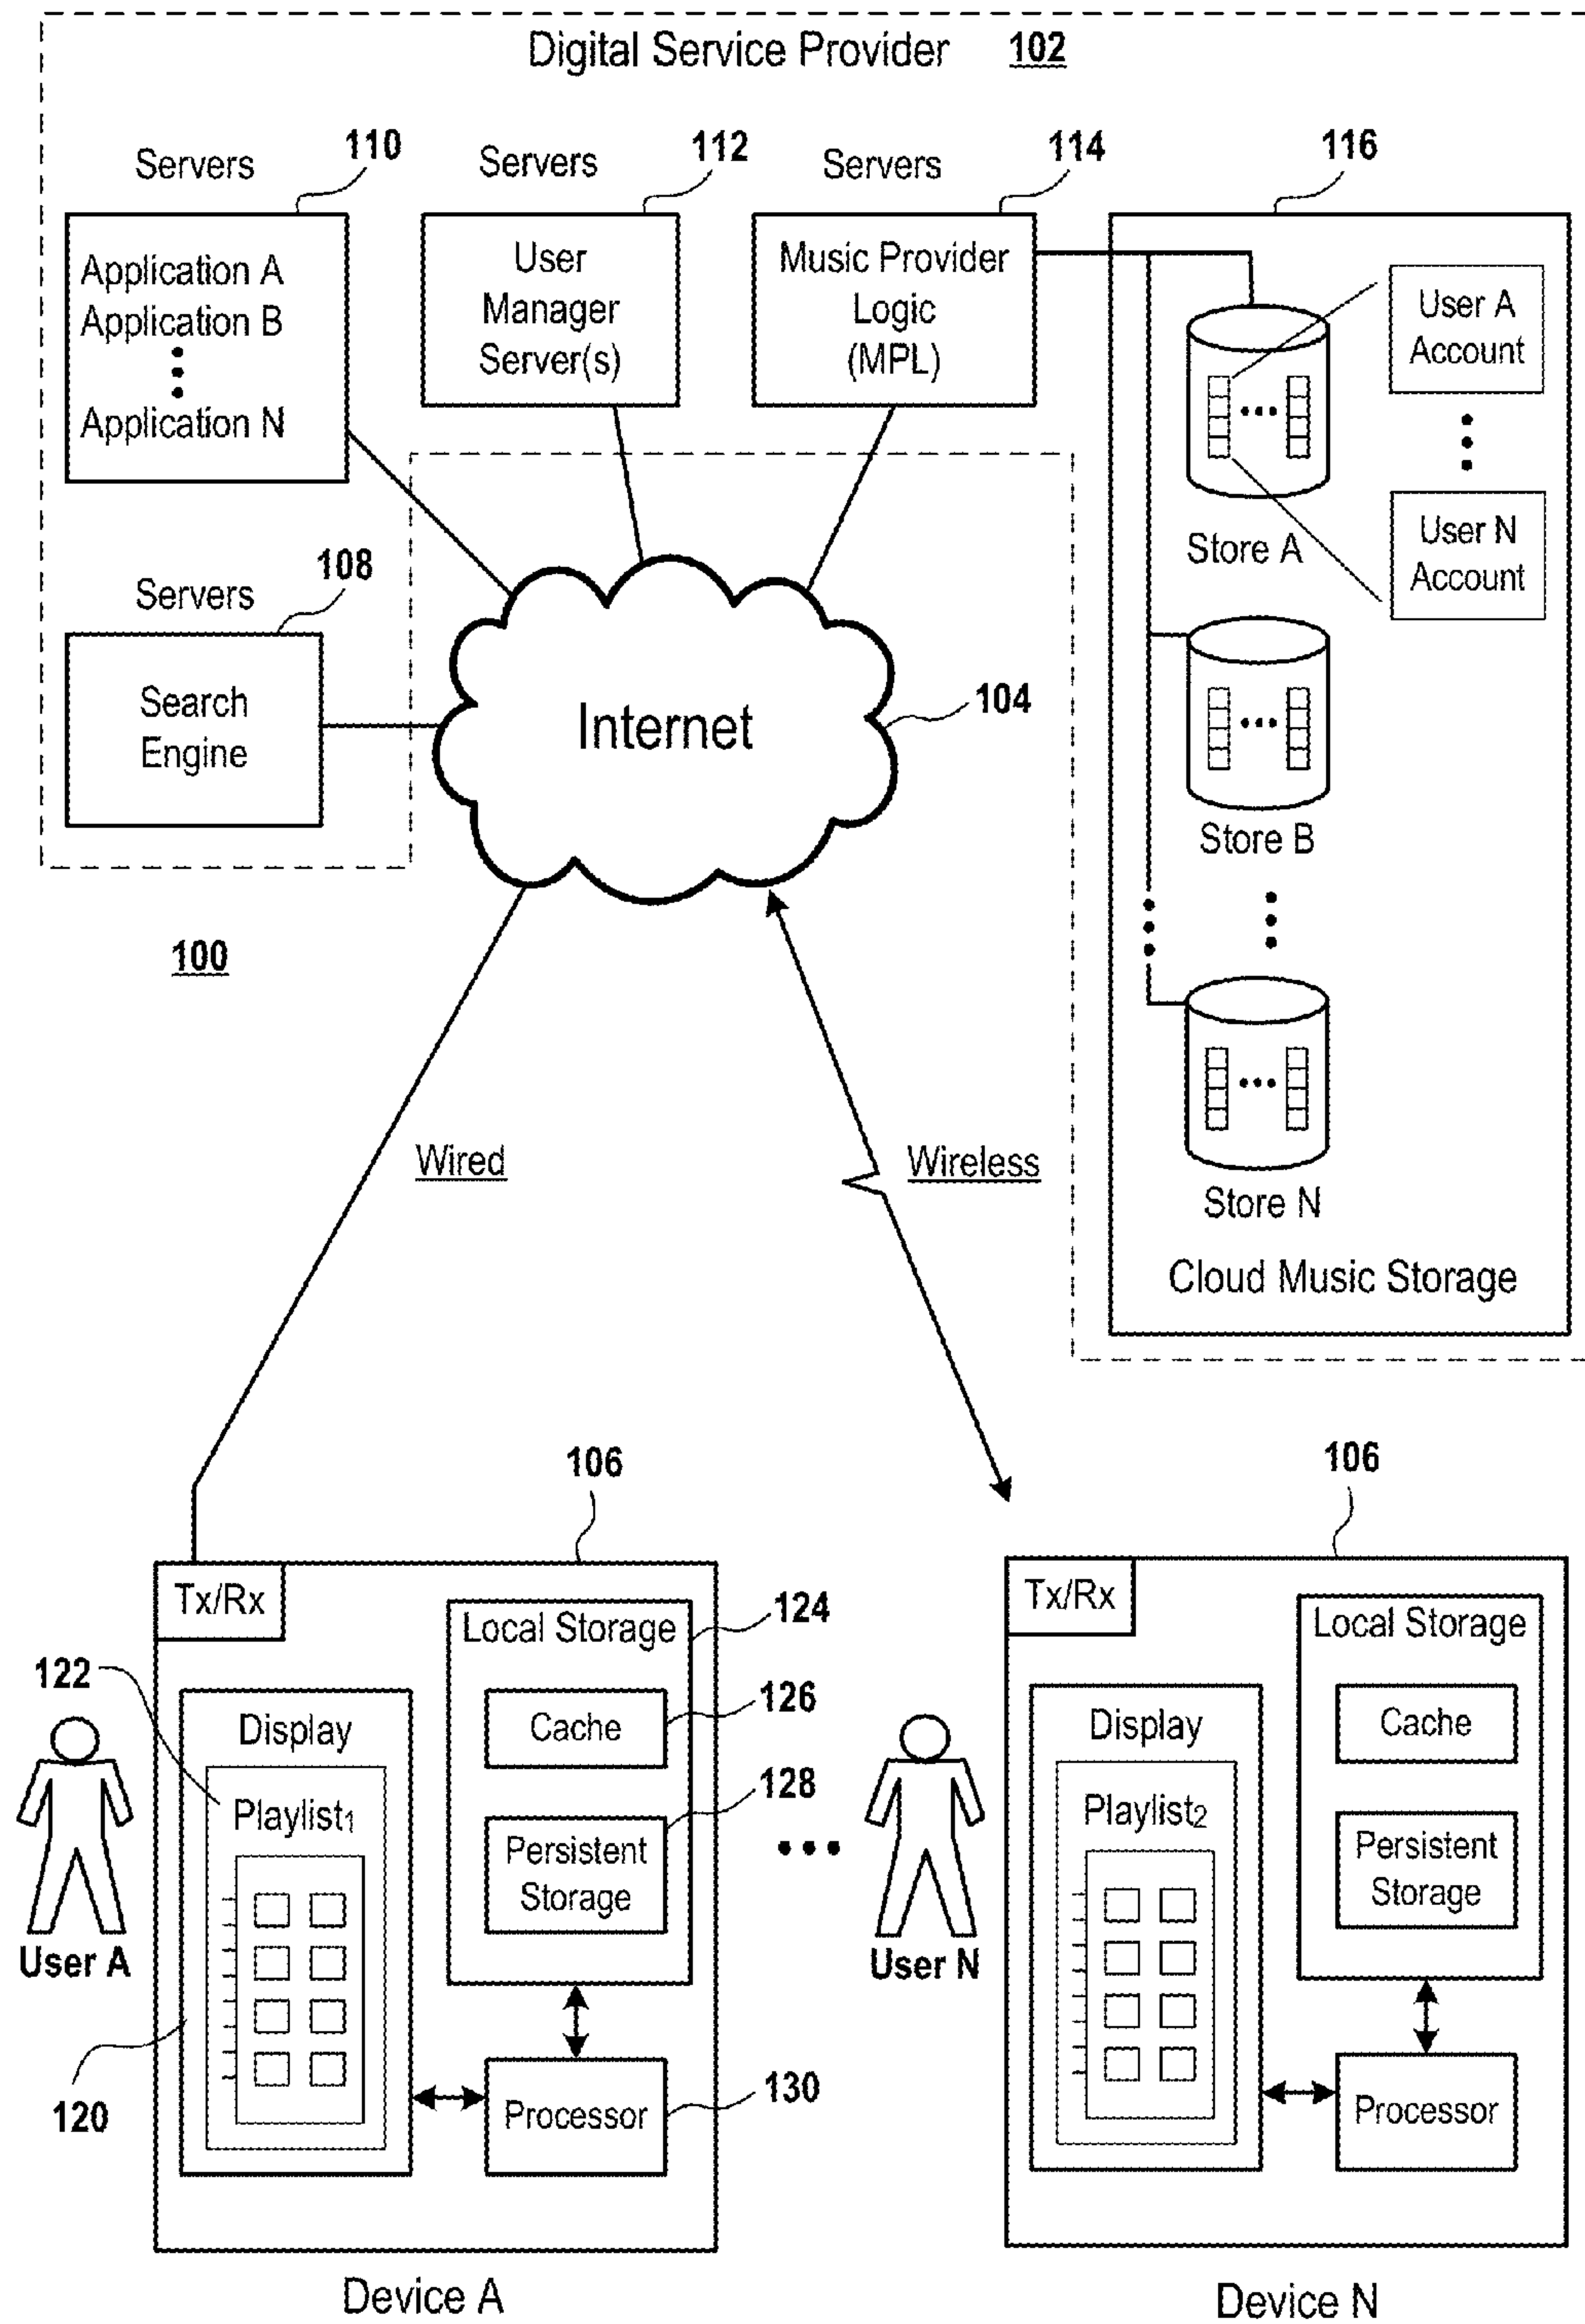 Digital Service Provider 102
Servers 110
Application A
Application B
Application N
Servers 112
User
Manager
Server(s)
Servers 114
Music Provider
Logic
(MPL)
116
User A
Account
User N
Account
Store A
Store B
Store N
Cloud Music Storage
Servers 108
Search
Engine
Internet
104
100
Wired
Wireless
106
Tx/Rx
Local Storage
124
Cache
126
Persistent
Storage
128
122
Display
Playlist1
User A
120
Processor
130
Device A
106
Tx/Rx
Local Storage
Cache
Persistent
Storage
Display
Playlist2
User N
Processor
Device N